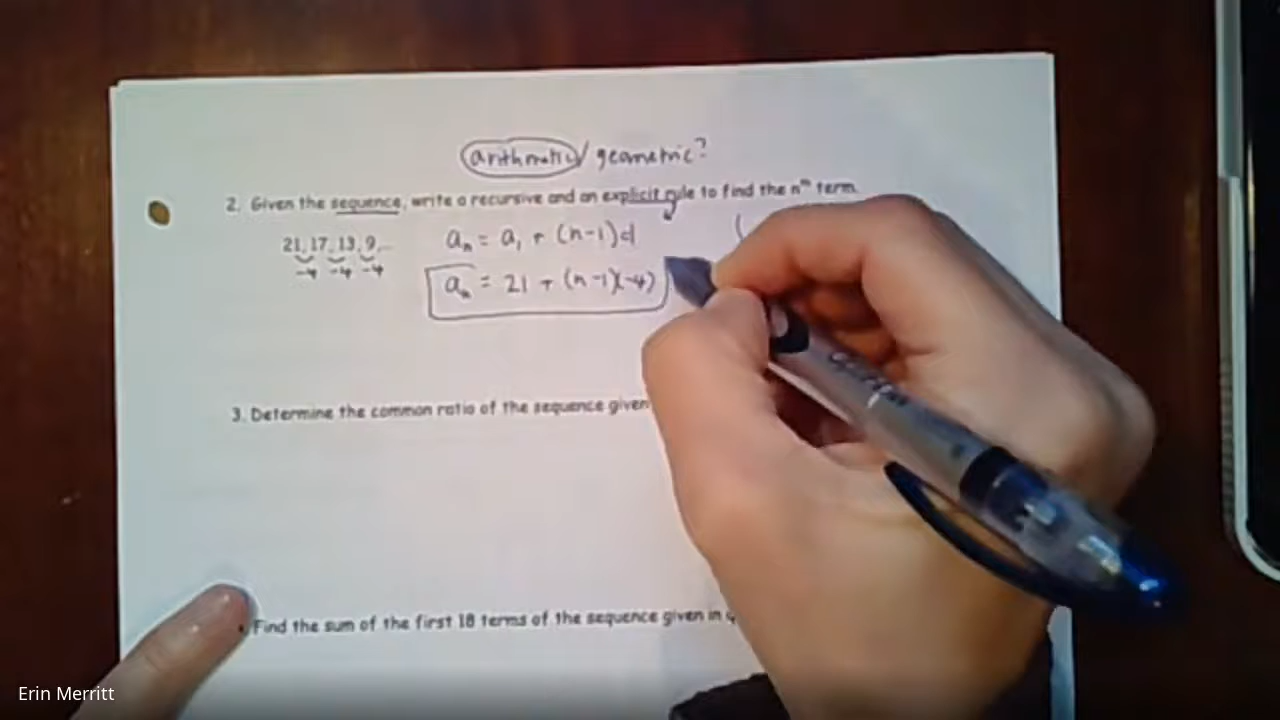 arithmetic/ geometric?
2. Given the sequence, write a recursive and an explicit rule to find the nth term.
21, 17, 13, 9, ...
-4 -4 -4
an = a1 + (n-1)d
an = 21 + (n-1)(-4)
3. Determine the common ratio of the sequence given
Find the sum of the first 18 terms of the sequence given in
Erin Merritt